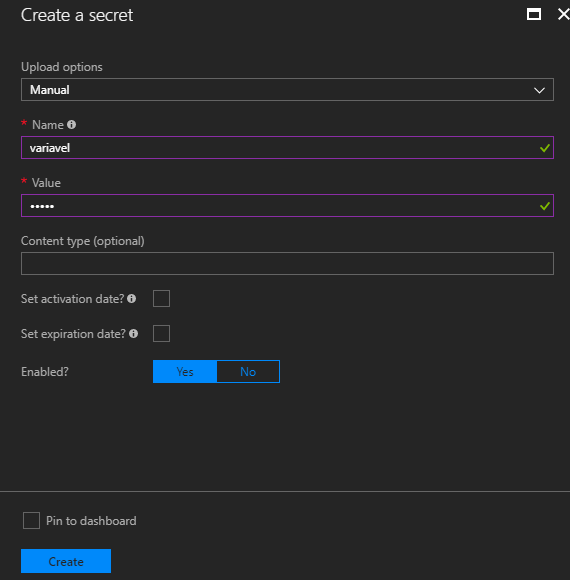 Create a secret
Upload options
Manual
* Name
variavel
* Value
•••••
Content type (optional)
Set activation date?
Set expiration date?
Enabled?
Yes No
Pin to dashboard
Create